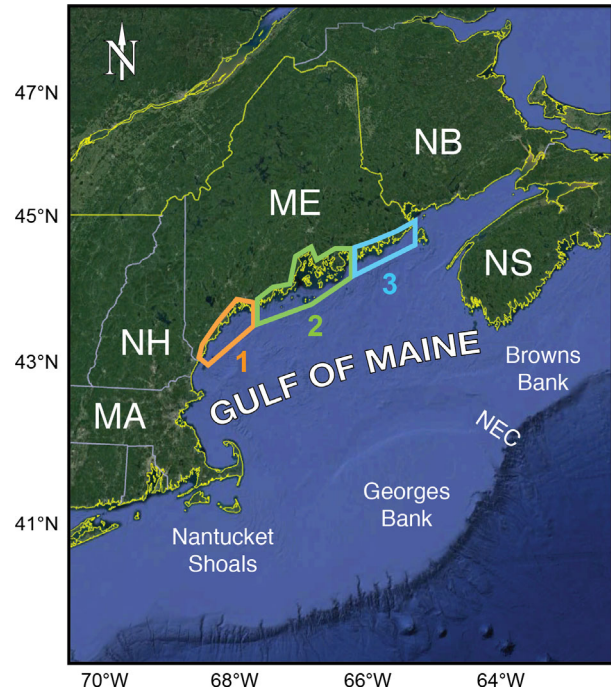 N
47°N
NB
45°N
ME
NS
3
2
NH
1
43°N
GULF OF MAINE
Browns
Bank
MA
NEC
Georges
Bank
41°N
Nantucket
Shoals
70°W
68°W
66°W
64°W